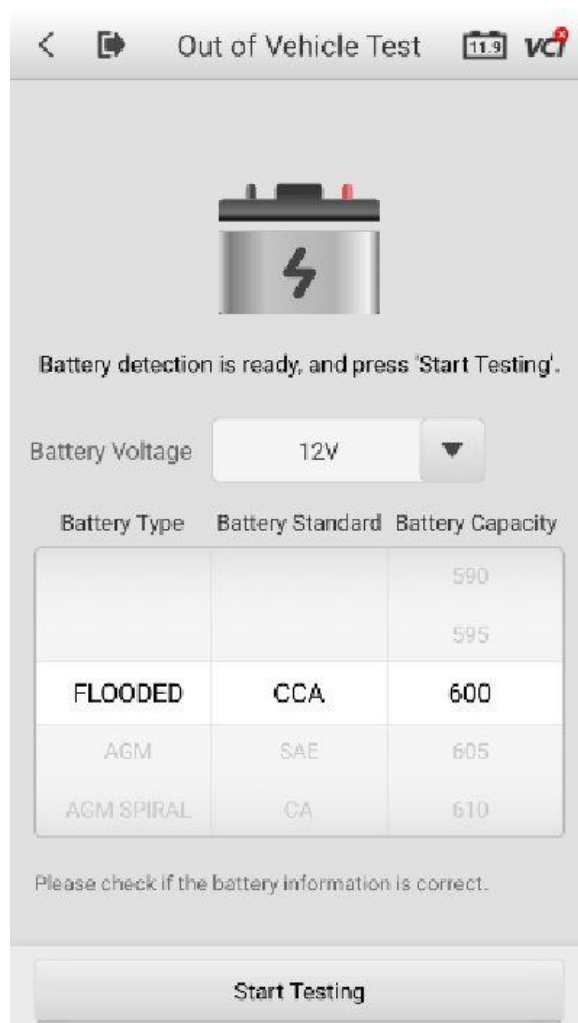 Out of Vehicle Test 11.9 VCI
Battery detection is ready, and press 'Start Testing'.
Battery Voltage 12V
Battery Type Battery Standard Battery Capacity
590
595
FLOODED CCA 600
AGM SAE 605
AGM SPIRAL CA 610
Please check if the battery information is correct.
Start Testing